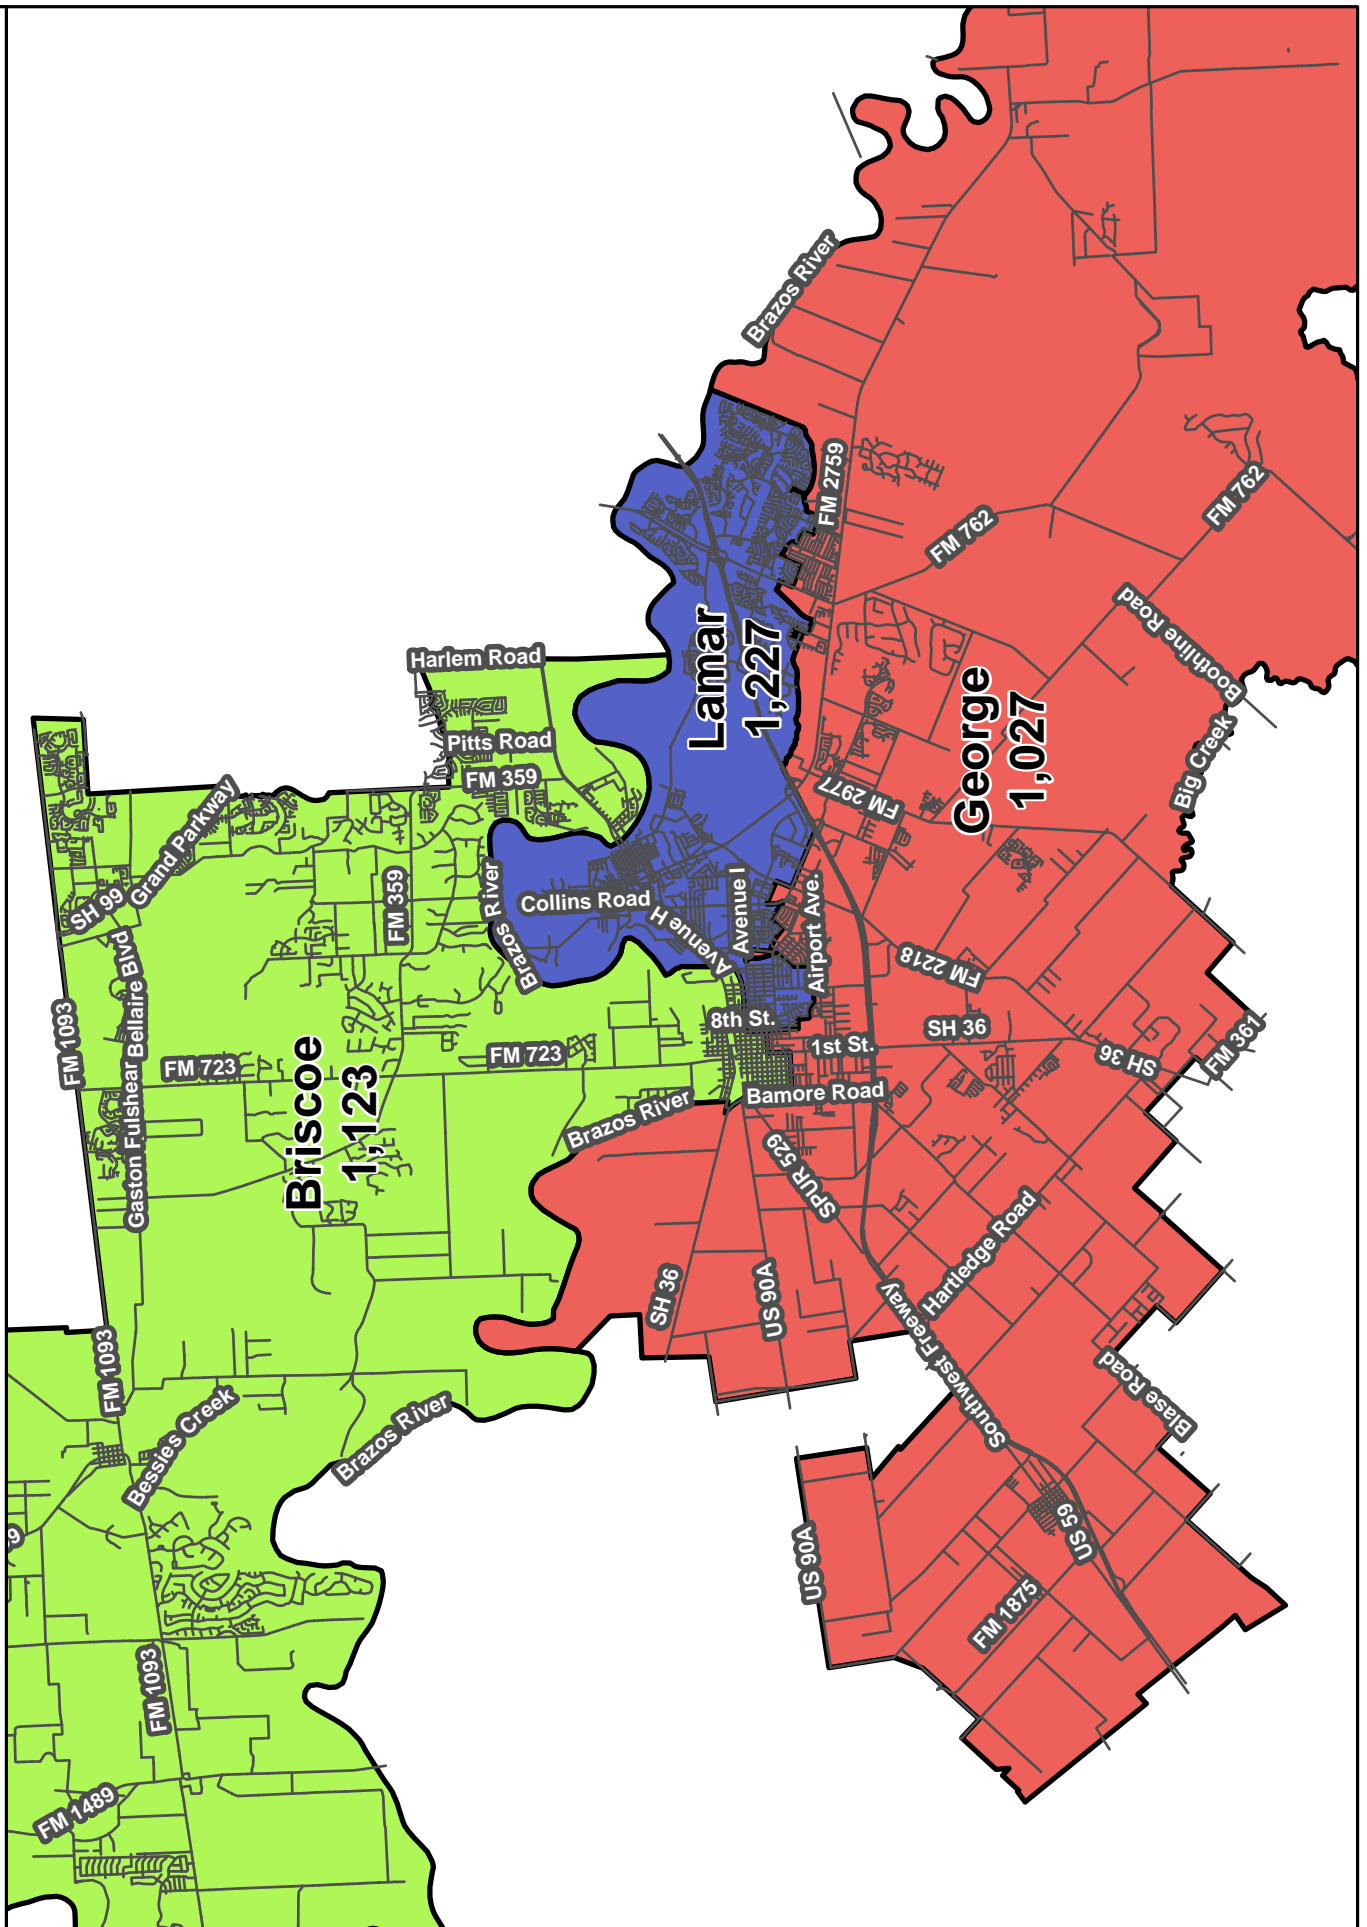 Brazos River
FM 2759
FM 762
FM 762
Boothline Road
Big Creek
Harlem Road
Pitts Road
FM 359
Lamar
1,227
George
1,027
FM 2977
Grand Parkway
SH 99
FM 359
Brazos River
Collins Road
Avenue H
Avenue I
Airport Ave.
FM 2218
FM 1093
Gaston Fulshear Bellaire Blvd
FM 723
FM 723
8th St.
1st St.
SH 36
SH 36
FM 361
Briscoe
1,123
Brazos River
Bamore Road
SPUR 529
Hartledge Road
SH 36
US 90A
Southwest Freeway
Blase Road
FM 1093
Bessies Creek
Brazos River
US 90A
US 59
FM 1875
FM 1093
FM 1489